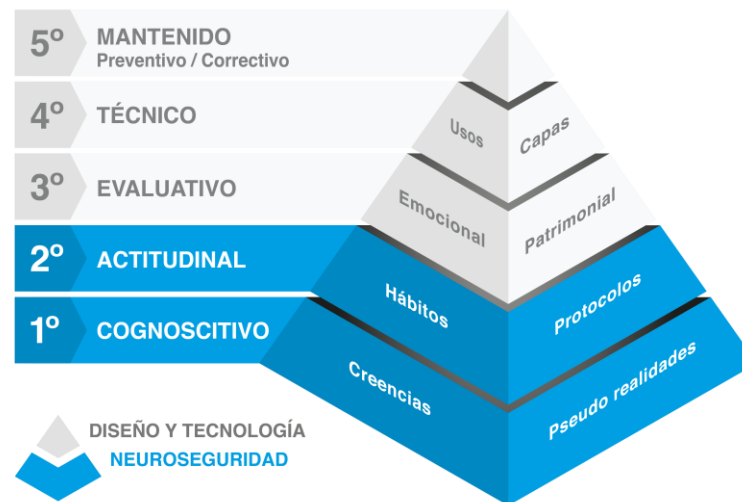 5º MANTENIDO
Preventivo / Correctivo
4º TÉCNICO
Usos
Capas
3º EVALUATIVO
Emocional
Patrimonial
2º ACTITUDINAL
Hábitos
Protocolos
1º COGNOSCITIVO
Creencias
Pseudo realidades
DISEÑO Y TECNOLOGÍA
NEUROSEGURIDAD